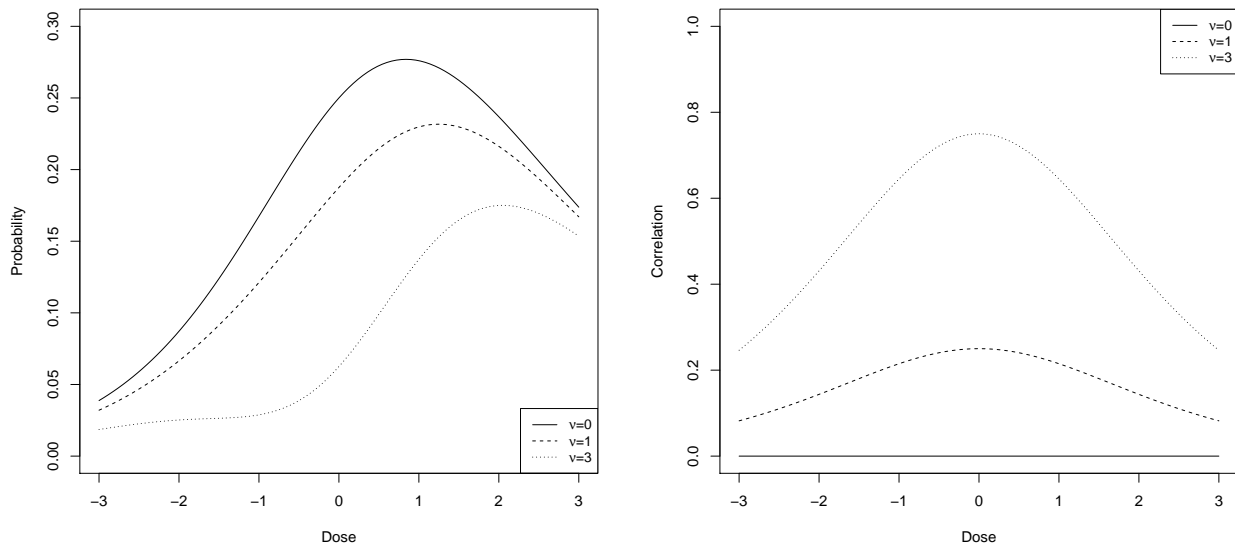 Probability
0.30
0.25
0.20
0.15
0.10
0.05
0.00
ν=0
ν=1
ν=3
−3 −2 −1 0 1 2 3
Dose
Correlation
1.0
0.8
0.6
0.4
0.2
0.0
ν=0
ν=1
ν=3
−3 −2 −1 0 1 2 3
Dose